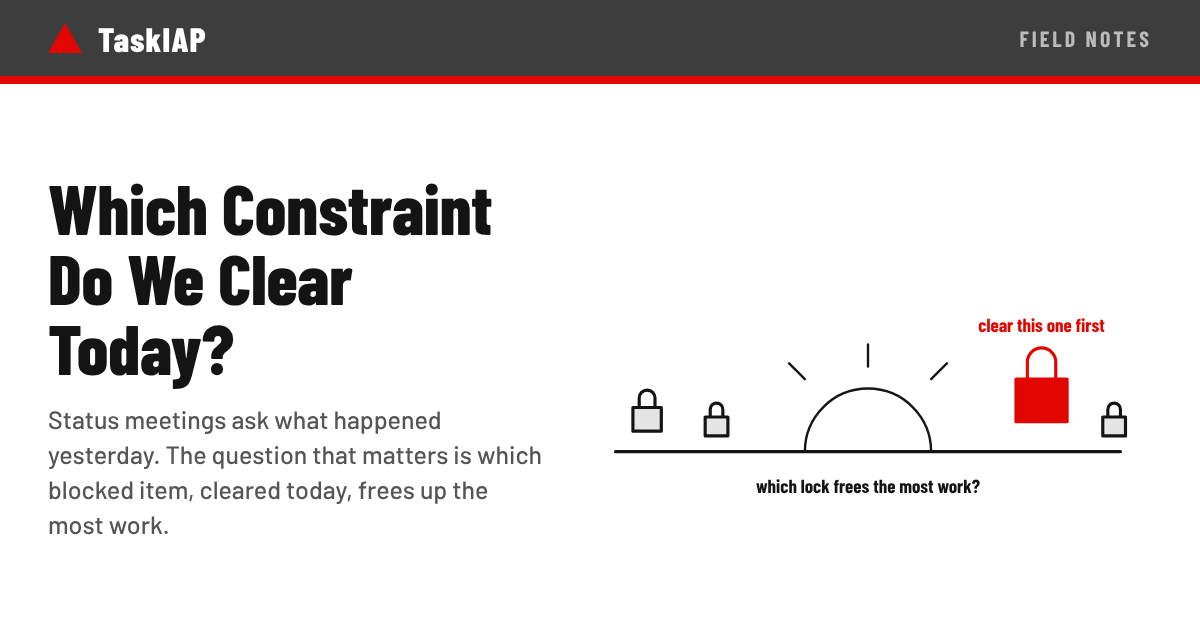 TaskIAP
FIELD NOTES
Which Constraint
Do We Clear
Today?
Status meetings ask what happened
yesterday. The question that matters is which
blocked item, cleared today, frees up the
most work.
clear this one first
which lock frees the most work?